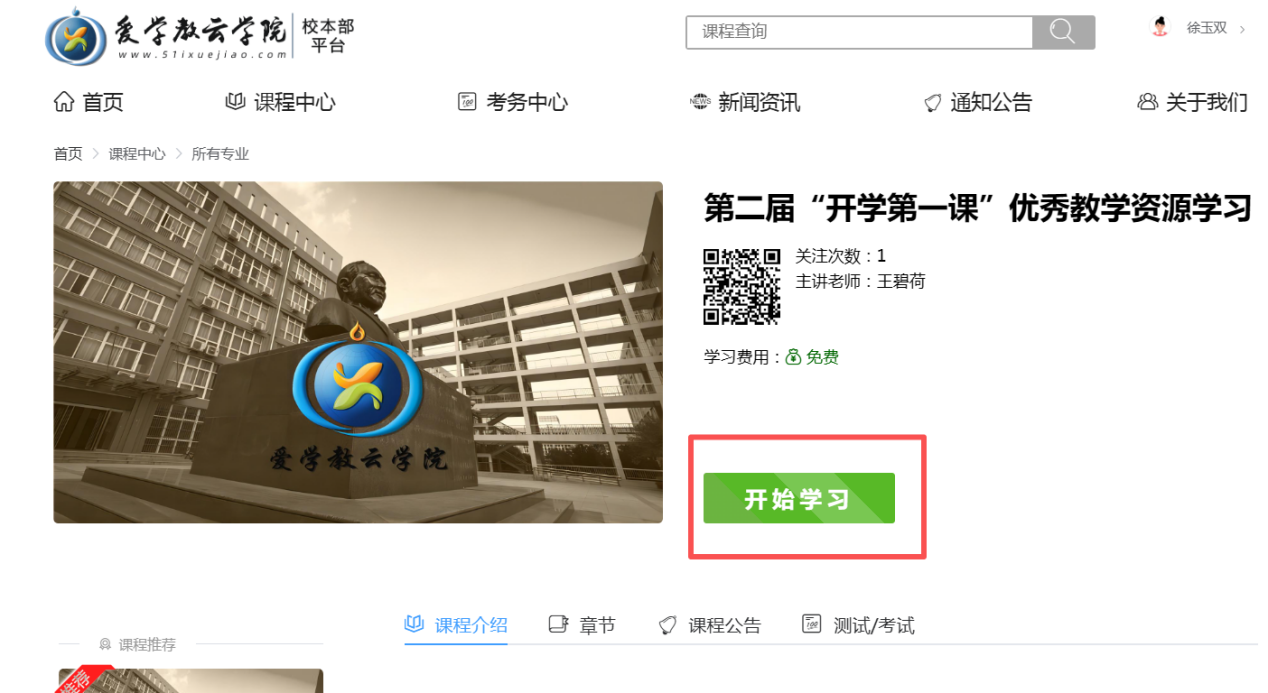 爱学教云学院
www.51ixuejiao.com
校本部
平台
课程查询
徐玉双
首页
课程中心
考务中心
NEWS
新闻资讯
通知公告
关于我们
首页 > 课程中心 > 所有专业
第二届“开学第一课”优秀教学资源学习
关注次数：1
主讲老师：王碧荷
学习费用：免费
爱学教云学院
开始学习
课程介绍
章节
课程公告
测试/考试
课程推荐
推荐